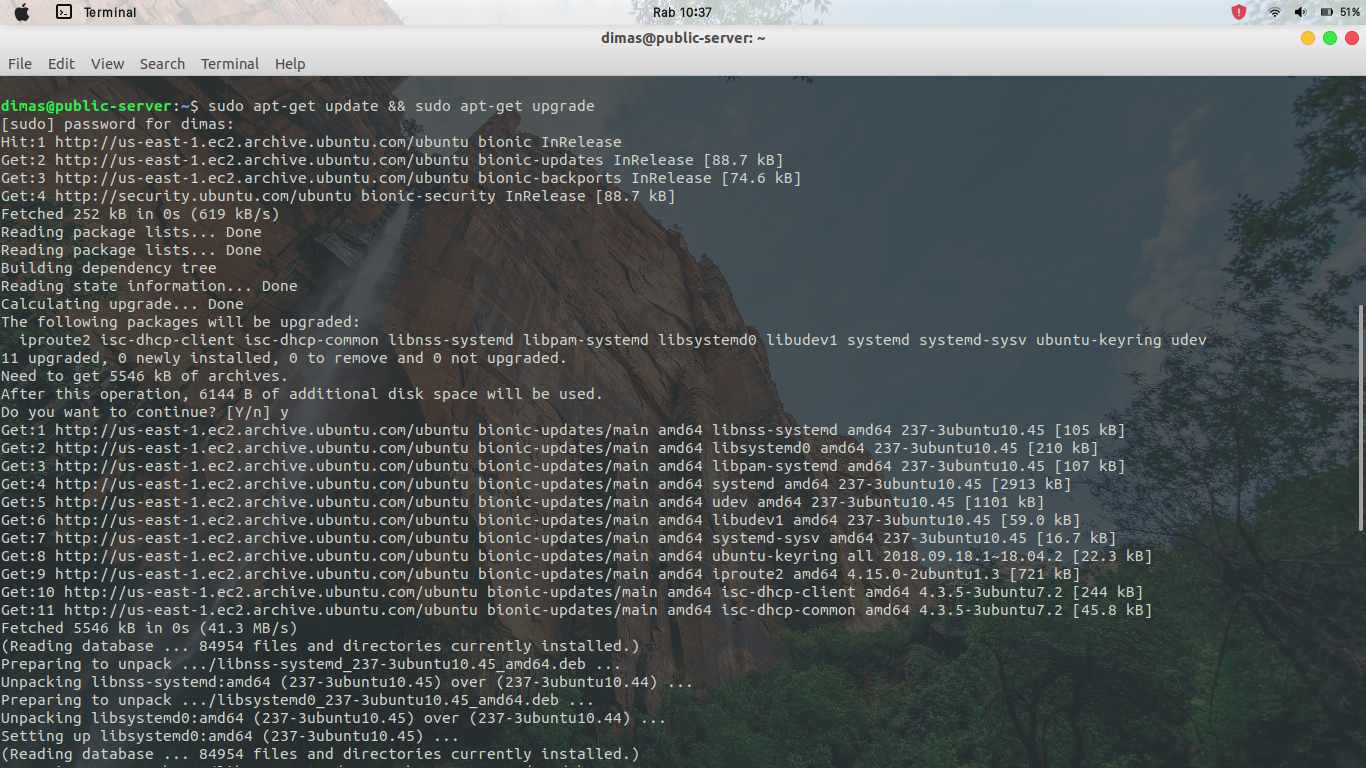 Terminal
Rab 10:37
51%
dimas@public-server: ~
File Edit View Search Terminal Help
dimas@public-server:~$ sudo apt-get update && sudo apt-get upgrade
[sudo] password for dimas:
Hit:1 http://us-east-1.ec2.archive.ubuntu.com/ubuntu bionic InRelease
Get:2 http://us-east-1.ec2.archive.ubuntu.com/ubuntu bionic-updates InRelease [88.7 kB]
Get:3 http://us-east-1.ec2.archive.ubuntu.com/ubuntu bionic-backports InRelease [74.6 kB]
Get:4 http://security.ubuntu.com/ubuntu bionic-security InRelease [88.7 kB]
Fetched 252 kB in 0s (619 kB/s)
Reading package lists... Done
Reading package lists... Done
Building dependency tree
Reading state information... Done
Calculating upgrade... Done
The following packages will be upgraded:
  iproute2 isc-dhcp-client isc-dhcp-common libnss-systemd libpam-systemd libsystemd0 libudev1 systemd systemd-sysv ubuntu-keyring udev
11 upgraded, 0 newly installed, 0 to remove and 0 not upgraded.
Need to get 5546 kB of archives.
After this operation, 6144 B of additional disk space will be used.
Do you want to continue? [Y/n] y
Get:1 http://us-east-1.ec2.archive.ubuntu.com/ubuntu bionic-updates/main amd64 libnss-systemd amd64 237-3ubuntu10.45 [105 kB]
Get:2 http://us-east-1.ec2.archive.ubuntu.com/ubuntu bionic-updates/main amd64 libsystemd0 amd64 237-3ubuntu10.45 [210 kB]
Get:3 http://us-east-1.ec2.archive.ubuntu.com/ubuntu bionic-updates/main amd64 libpam-systemd amd64 237-3ubuntu10.45 [107 kB]
Get:4 http://us-east-1.ec2.archive.ubuntu.com/ubuntu bionic-updates/main amd64 systemd amd64 237-3ubuntu10.45 [2913 kB]
Get:5 http://us-east-1.ec2.archive.ubuntu.com/ubuntu bionic-updates/main amd64 udev amd64 237-3ubuntu10.45 [1101 kB]
Get:6 http://us-east-1.ec2.archive.ubuntu.com/ubuntu bionic-updates/main amd64 libudev1 amd64 237-3ubuntu10.45 [59.0 kB]
Get:7 http://us-east-1.ec2.archive.ubuntu.com/ubuntu bionic-updates/main amd64 systemd-sysv amd64 237-3ubuntu10.45 [16.7 kB]
Get:8 http://us-east-1.ec2.archive.ubuntu.com/ubuntu bionic-updates/main amd64 ubuntu-keyring all 2018.09.18.1~18.04.2 [22.3 kB]
Get:9 http://us-east-1.ec2.archive.ubuntu.com/ubuntu bionic-updates/main amd64 iproute2 amd64 4.15.0-2ubuntu1.3 [721 kB]
Get:10 http://us-east-1.ec2.archive.ubuntu.com/ubuntu bionic-updates/main amd64 isc-dhcp-client amd64 4.3.5-3ubuntu7.2 [244 kB]
Get:11 http://us-east-1.ec2.archive.ubuntu.com/ubuntu bionic-updates/main amd64 isc-dhcp-common amd64 4.3.5-3ubuntu7.2 [45.8 kB]
Fetched 5546 kB in 0s (41.3 MB/s)
(Reading database ... 84954 files and directories currently installed.)
Preparing to unpack .../libnss-systemd_237-3ubuntu10.45_amd64.deb ...
Unpacking libnss-systemd:amd64 (237-3ubuntu10.45) over (237-3ubuntu10.44) ...
Preparing to unpack .../libsystemd0_237-3ubuntu10.45_amd64.deb ...
Unpacking libsystemd0:amd64 (237-3ubuntu10.45) over (237-3ubuntu10.44) ...
Setting up libsystemd0:amd64 (237-3ubuntu10.45) ...
(Reading database ... 84954 files and directories currently installed.)